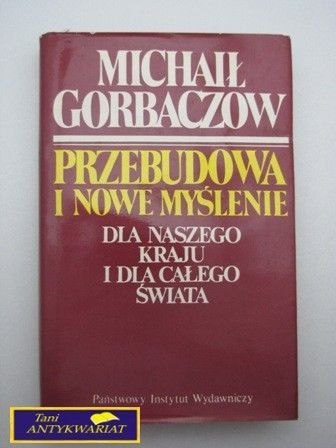 MICHAIŁ
GORBACZOW
PRZEBUDOWA
I NOWE MYŚLENIE
DLA NASZEGO
KRAJU
I DLA CAŁEGO
ŚWIATA
Państwowy Instytut Wydawniczy
Tani
ANTYKWARIAT